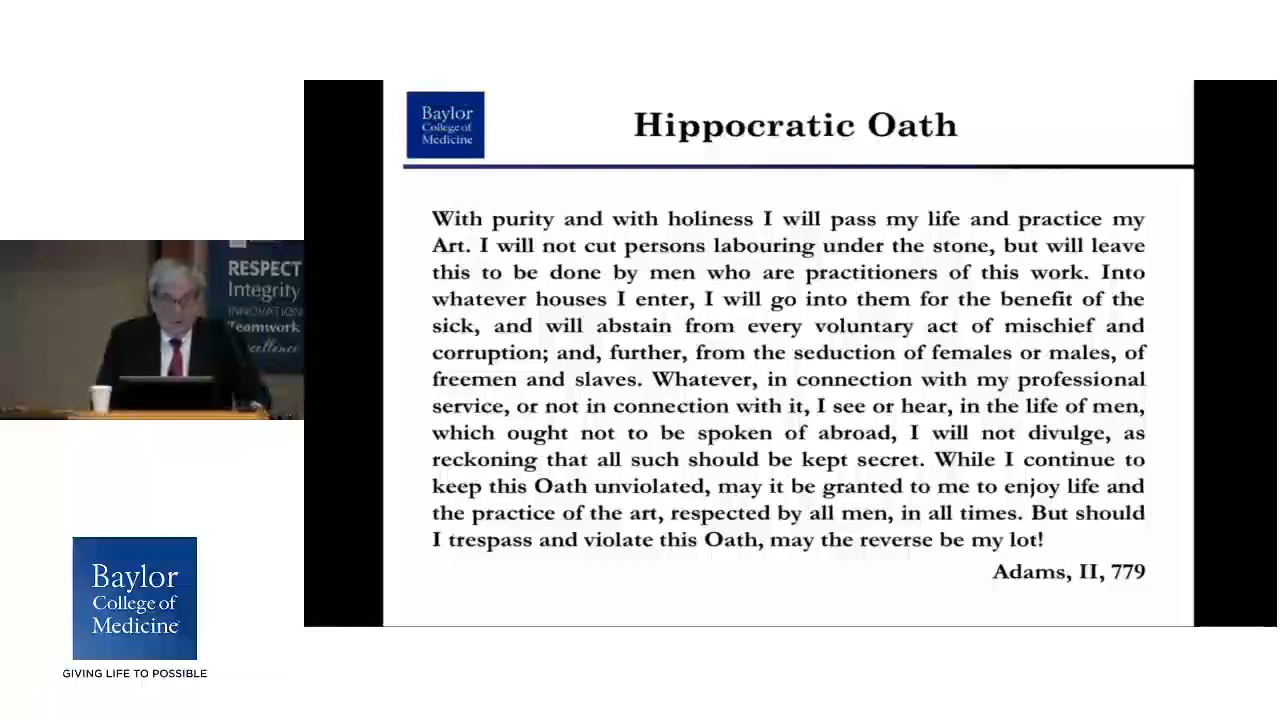 Baylor
College of
Medicine
Hippocratic Oath
With purity and with holiness I will pass my life and practice my
Art. I will not cut persons labouring under the stone, but will leave
this to be done by men who are practitioners of this work. Into
whatever houses I enter, I will go into them for the benefit of the
sick, and will abstain from every voluntary act of mischief and
corruption; and, further, from the seduction of females or males, of
freemen and slaves. Whatever, in connection with my professional
service, or not in connection with it, I see or hear, in the life of men,
which ought not to be spoken of abroad, I will not divulge, as
reckoning that all such should be kept secret. While I continue to
keep this Oath unviolated, may it be granted to me to enjoy life and
the practice of the art, respected by all men, in all times. But should
I trespass and violate this Oath, may the reverse be my lot!
Adams, II, 779
RESPECT
Integrity
INNOVATION
Teamwork
Baylor
College of
Medicine
GIVING LIFE TO POSSIBLE